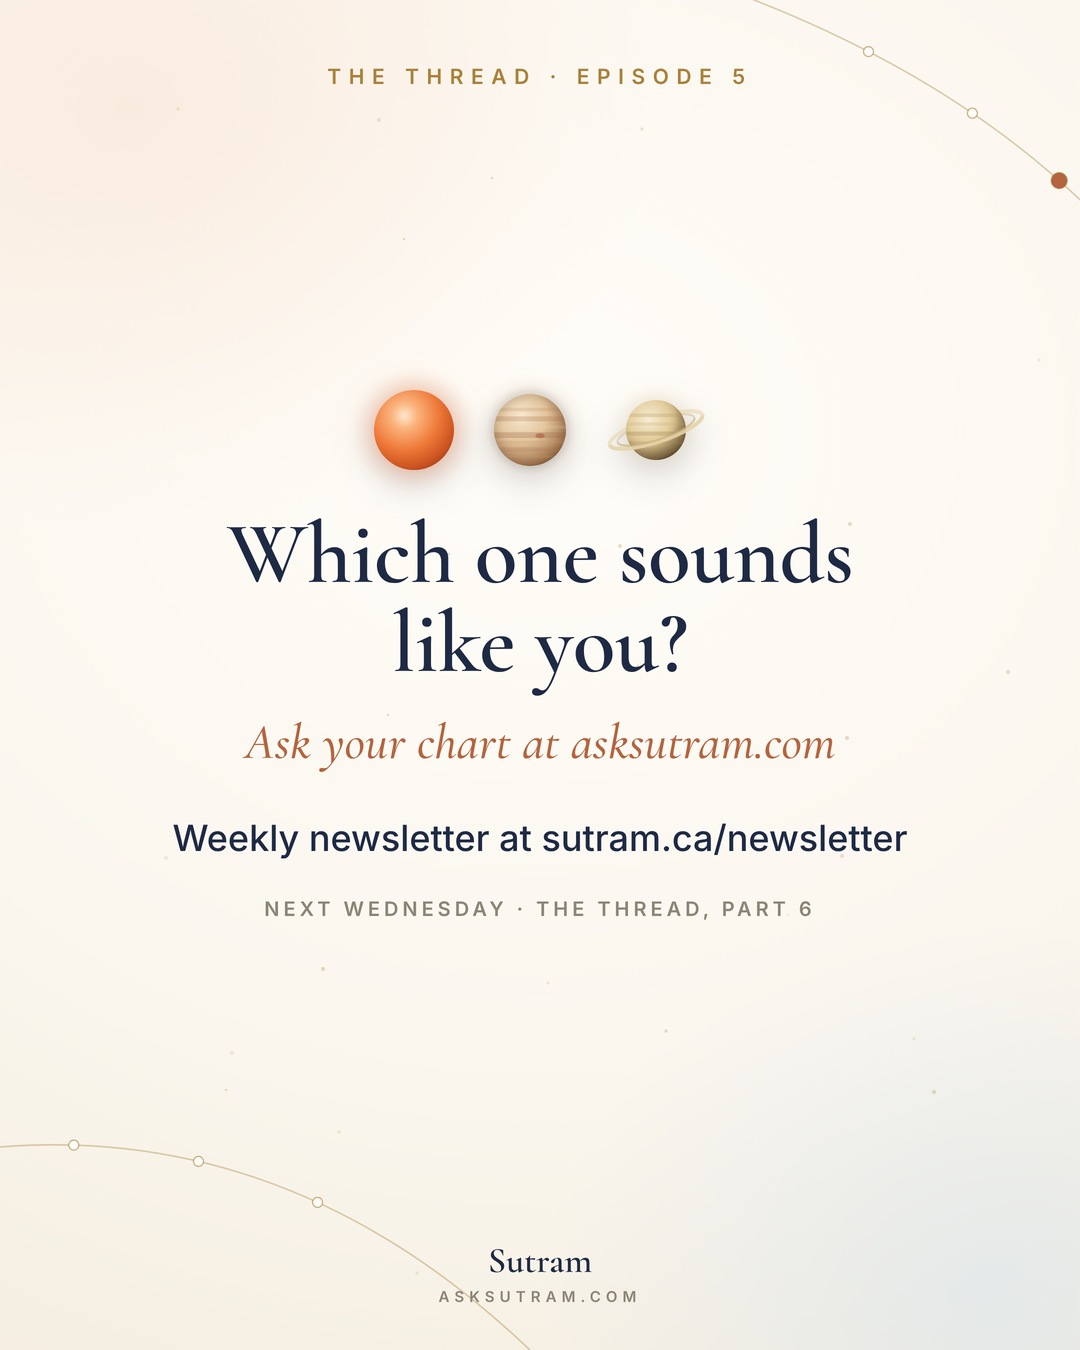 THE THREAD · EPISODE 5
Which one sounds
like you?
Ask your chart at asksutram.com
Weekly newsletter at sutram.ca/newsletter
NEXT WEDNESDAY · THE THREAD, PART 6
Sutram
ASKSUTRAM.COM